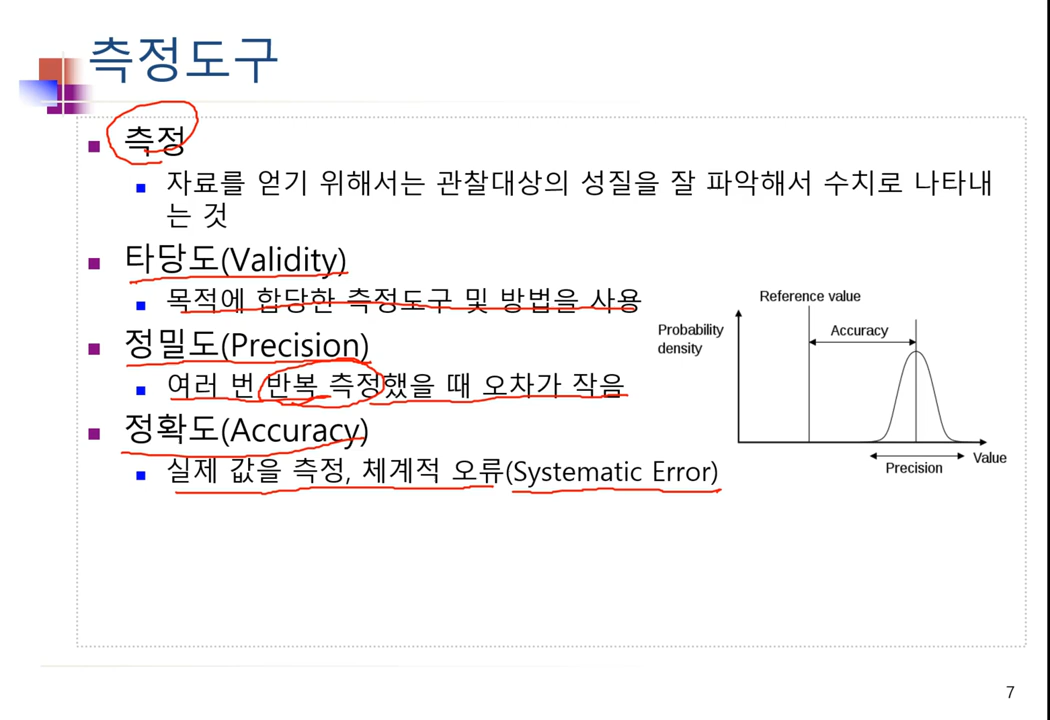 측정도구
측정
자료를 얻기 위해서는 관찰대상의 성질을 잘 파악해서 수치로 나타내
는 것
타당도(Validity)
목적에 합당한 측정도구 및 방법을 사용
정밀도(Precision)
여러 번 반복 측정했을 때 오차가 작음
정확도(Accuracy)
실제 값을 측정, 체계적 오류(Systematic Error)
Reference value
Probability
density
Accuracy
Value
Precision
7